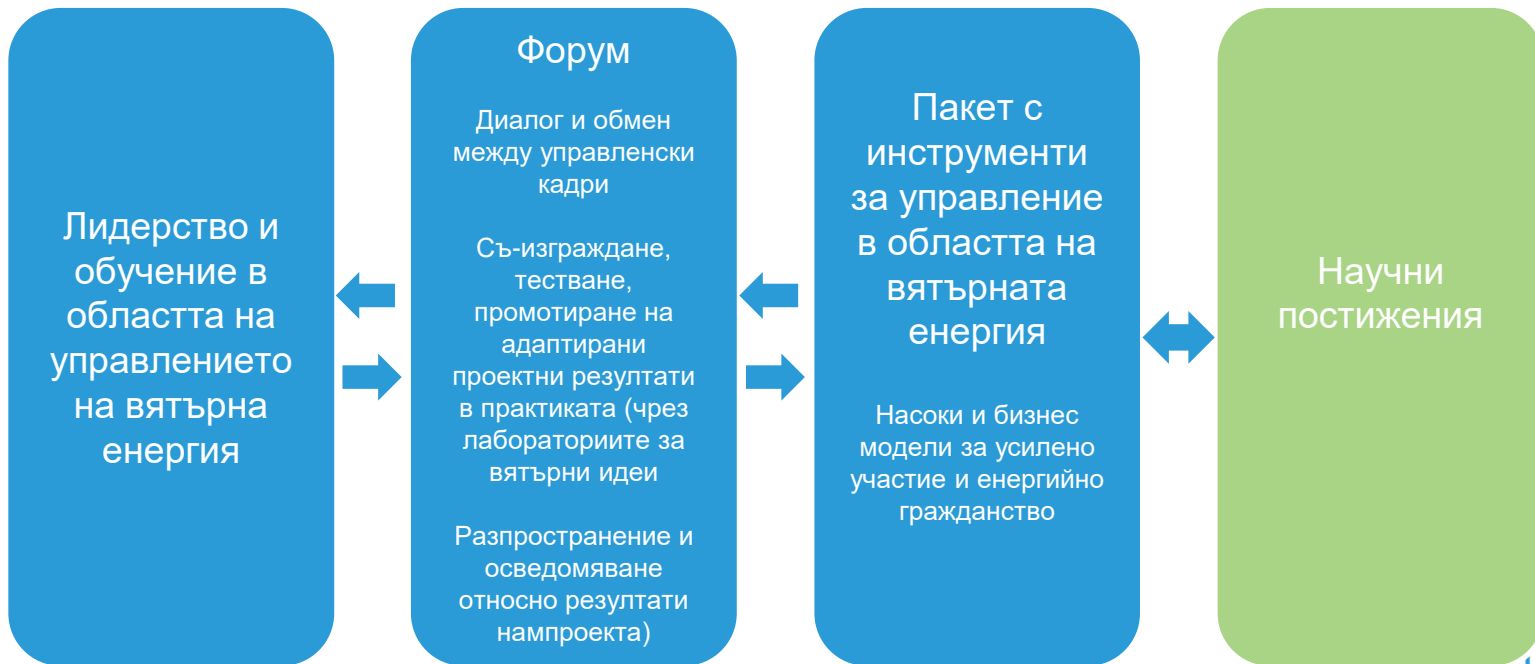 Лидерство и
обучение в
областта на
управлението
на вятърна
енергия
Форум
Диалог и обмен
между управленски
кадри
Съ-изграждане,
тестване,
промотиране на
адаптирани
проектни резултати
в практиката (чрез
лабораториите за
вятърни идеи
Разпространение и
осведомяване
относно резултати
нампроекта)
Пакет с
инструменти
за управление
в областта на
вятърната
енергия
Насоки и бизнес
модели за усилено
участие и енергийно
гражданство
Научни
постижения